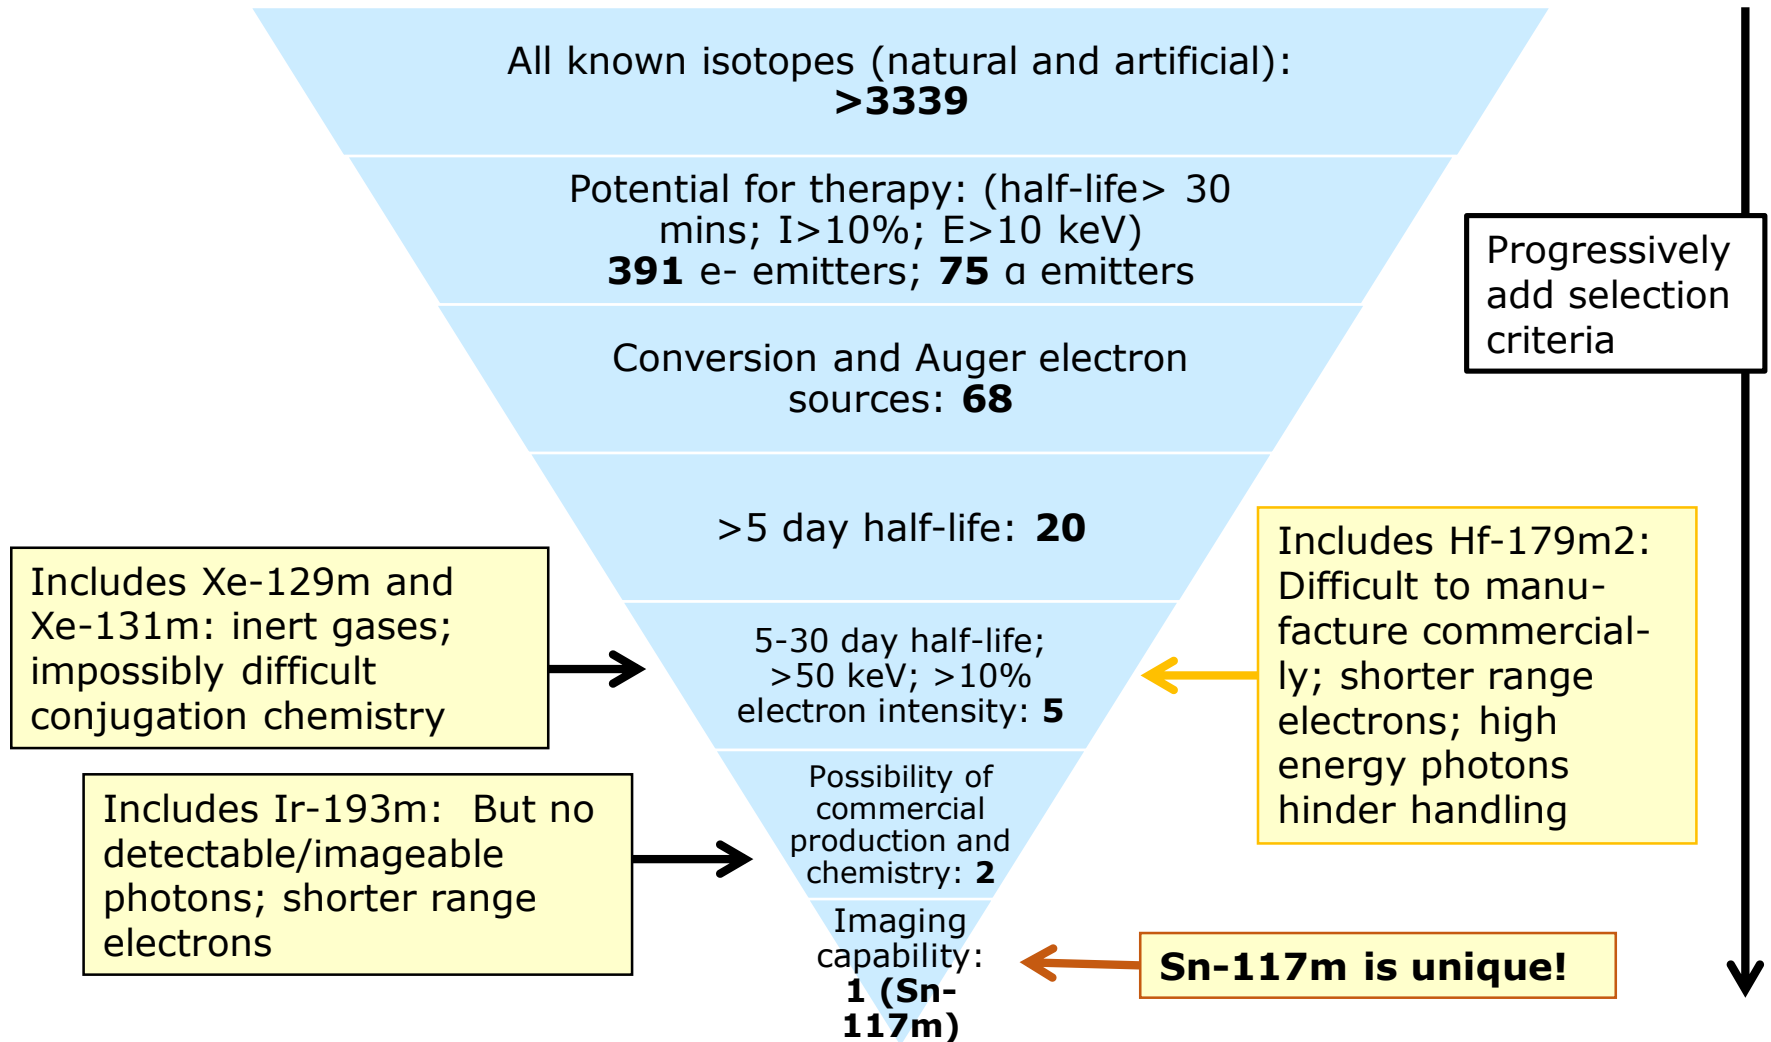 All known isotopes (natural and artificial):
>3339
Potential for therapy: (half-life> 30
mins; I>10%; E>10 keV)
391 e- emitters; 75 α emitters
Progressively
add selection
criteria
Conversion and Auger electron
sources: 68
>5 day half-life: 20
Includes Xe-129m and
Xe-131m: inert gases;
impossibly difficult
conjugation chemistry
5-30 day half-life;
>50 keV; >10%
electron intensity: 5
Includes Hf-179m2:
Difficult to manu-
facture commercial-
ly; shorter range
electrons; high
energy photons
hinder handling
Includes Ir-193m:  But no
detectable/imageable
photons; shorter range
electrons
Possibility of
commercial
production and
chemistry: 2
Imaging
capability:
1 (Sn-
117m)
Sn-117m is unique!